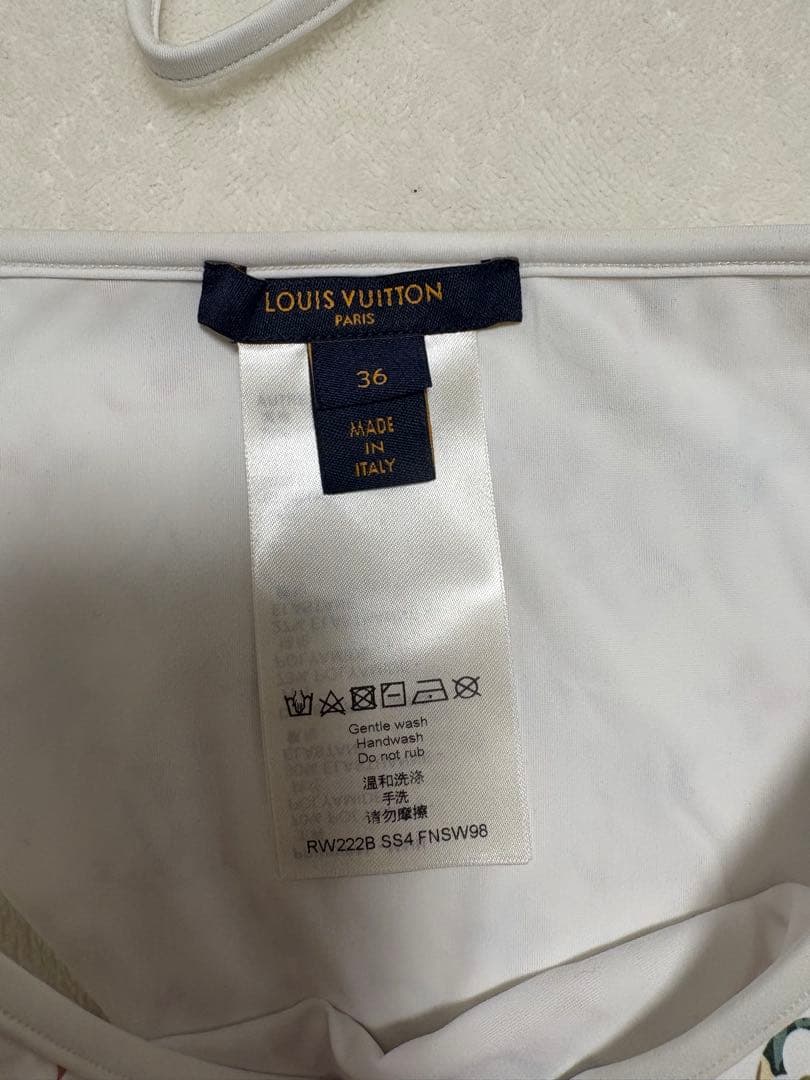 LOUIS VUITTON
PARIS
36
MADE
IN
ITALY
Gentle wash
Handwash
Do not rub
溫和洗涤
手洗
请勿摩擦
RW222B SS4 FNSW98